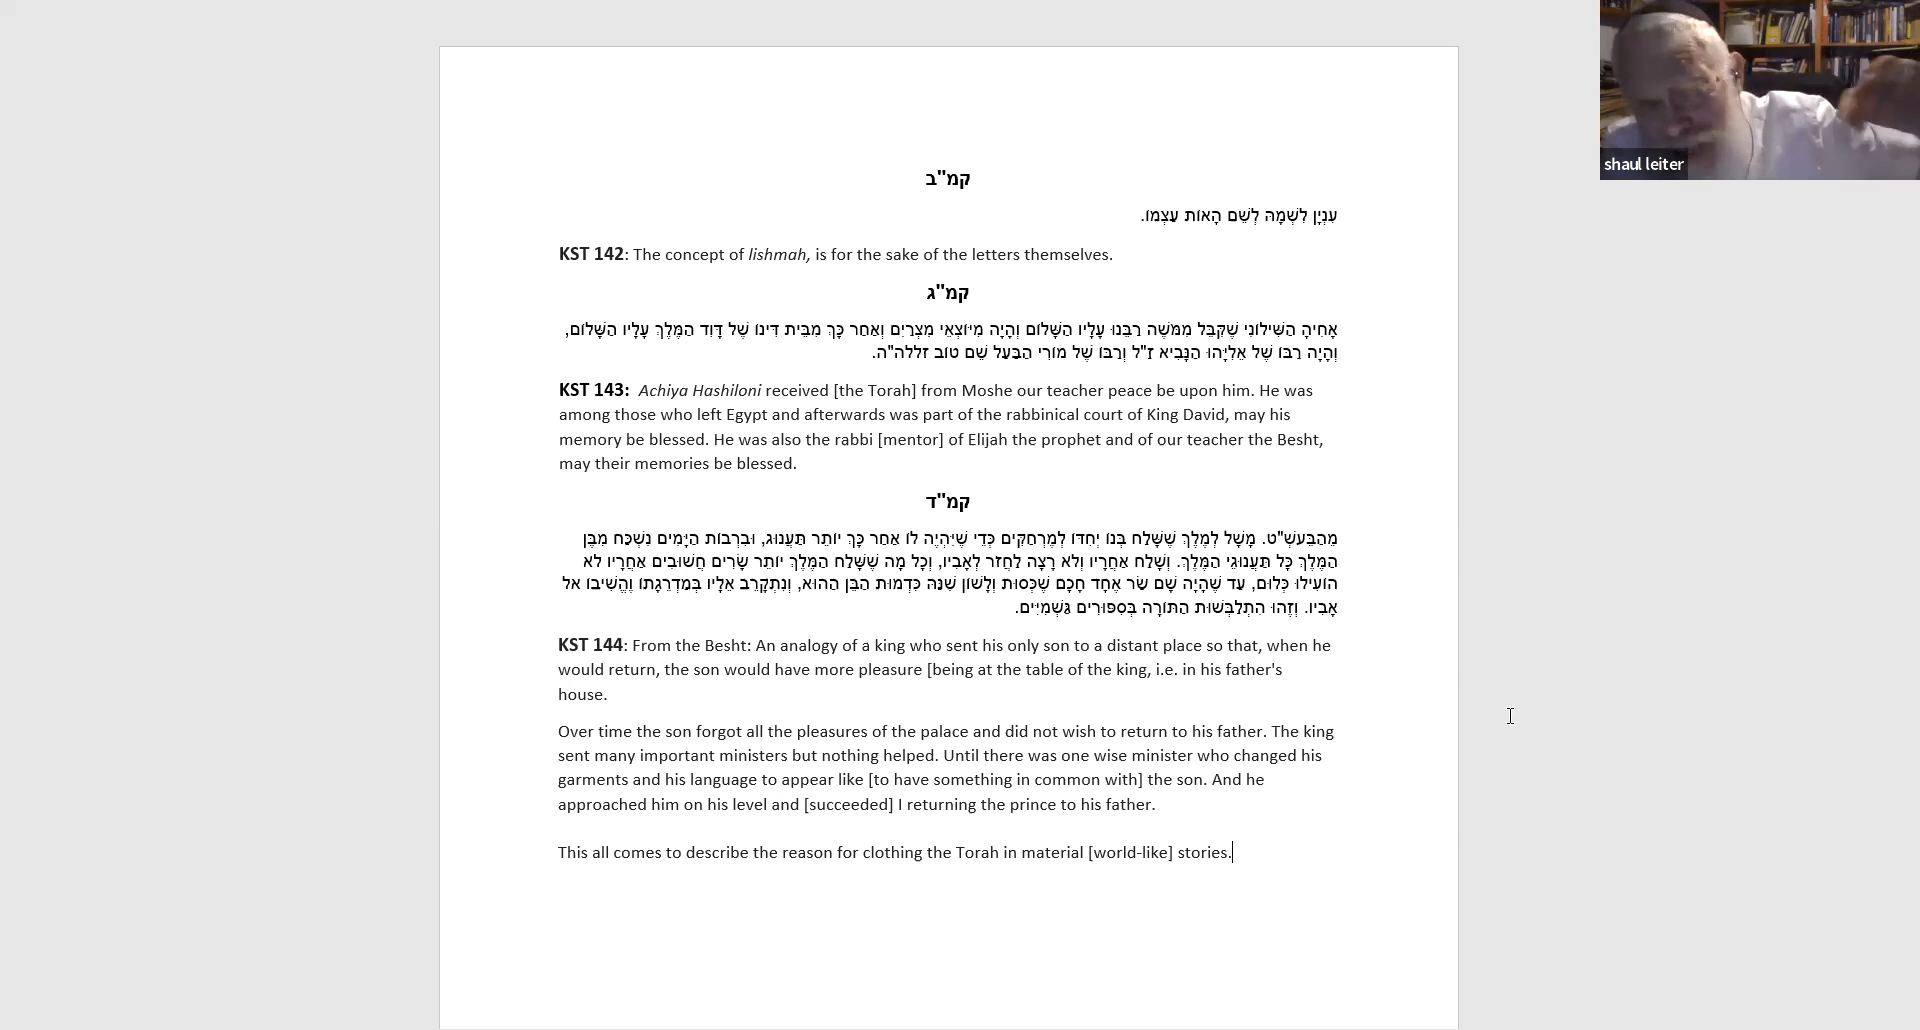 shaul leiter
קמ"ב
עִנְיַן לִשְׁמָהּ לְשֵׁם הָאוֹת עַצְמוֹ.
KST 142: The concept of lishmah, is for the sake of the letters themselves.
קמ"ג
אֲחִיָּה הַשִּׁילוֹנִי שֶׁקִּבֵּל מִמֹּשֶׁה רַבֵּנוּ עָלָיו הַשָּׁלוֹם וְהָיָה מִיּוֹצְאֵי מִצְרַיִם וְאַחַר כָּךְ מִבֵּית דִּינוֹ שֶׁל דָּוִד הַמֶּלֶךְ עָלָיו הַשָּׁלוֹם,
וְהָיָה רַבּוֹ שֶׁל אֵלִיָּהוּ הַנָּבִיא ז"ל וְרַבּוֹ שֶׁל מוֹרִי הַבַּעַל שֵׁם טוֹב זללה"ה.
KST 143: Achiya Hashiloni received [the Torah] from Moshe our teacher peace be upon him. He was
among those who left Egypt and afterwards was part of the rabbinical court of King David, may his
memory be blessed. He was also the rabbi [mentor] of Elijah the prophet and of our teacher the Besht,
may their memories be blessed.
קמ"ד
מֵהַבַּעֲשְׁ"ט. מָשָׁל לְמֶלֶךְ שֶׁשָּׁלַח בְּנוֹ יְחִדוֹ לְמֶרְחַקִּים כְּדֵי שֶׁיִּהְיֶה לוֹ אַחַר כָּךְ יוֹתֵר תַּעֲנוּג, וּבִרְבוֹת הַיָּמִים נִשְׁכַּח מִבֶּן
הַמֶּלֶךְ כָּל תַּעֲנוּגֵי הַמֶּלֶךְ. וְשָׁלַח אַחֲרָיו וְלֹא רָצָה לַחֲזֹר לְאָבִיו, וְכָל מָה שֶׁשָּׁלַח הַמֶּלֶךְ יוֹתֵר שָׂרִים חֲשׁוּבִים אַחֲרָיו לֹא
הוֹעִילוּ כְּלוּם, עַד שֶׁהָיָה שָׁם שַׂר אֶחָד חָכָם שֶׁכְּסוּת וְלָשׁוֹן שִׁנָּה כִּדְמוּת הַבֵּן הַהוּא, וְנִתְקָרֵב אֵלָיו בְּמַדְרֵגָתוֹ וֶהֱשִׁיבוֹ אל
אָבִיו. וְזֶהוּ הִתְלַבְּשׁוּת הַתּוֹרָה בְּסִפּוּרִים גַּשְׁמִיִּים.
KST 144: From the Besht: An analogy of a king who sent his only son to a distant place so that, when he
would return, the son would have more pleasure [being at the table of the king, i.e. in his father's
house.
Over time the son forgot all the pleasures of the palace and did not wish to return to his father. The king
sent many important ministers but nothing helped. Until there was one wise minister who changed his
garments and his language to appear like [to have something in common with] the son. And he
approached him on his level and [succeeded] I returning the prince to his father.
This all comes to describe the reason for clothing the Torah in material [world-like] stories.